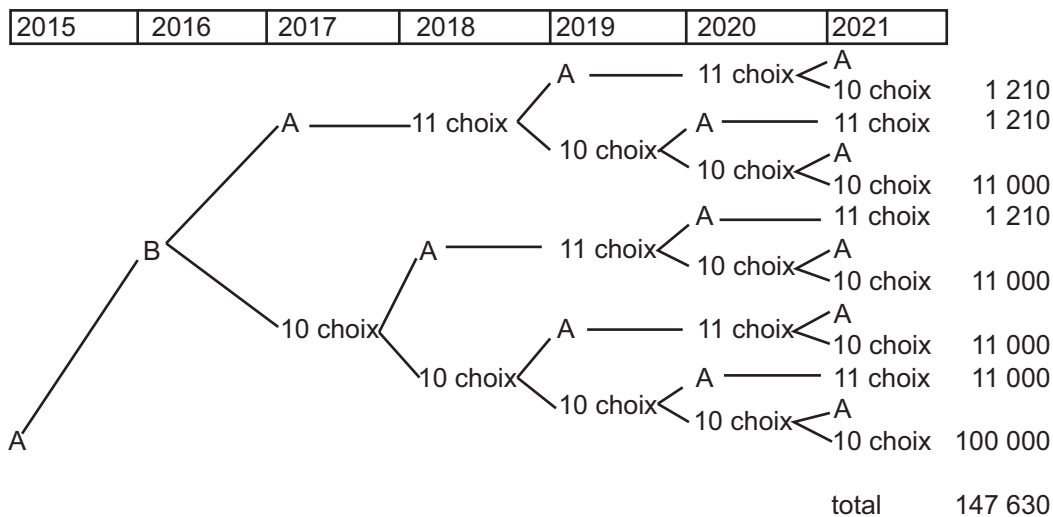 2015 2016 2017 2018 2019 2020 2021
A
A 11 choix
10 choix 1 210
A 11 choix A 11 choix 1 210
10 choix
A
10 choix
10 choix 11 000
A 11 choix 1 210
B A 11 choix A
10 choix
10 choix 11 000
A
10 choix A 11 choix
10 choix 11 000
10 choix A 11 choix 11 000
10 choix A
10 choix
A 10 choix 100 000
total 147 630